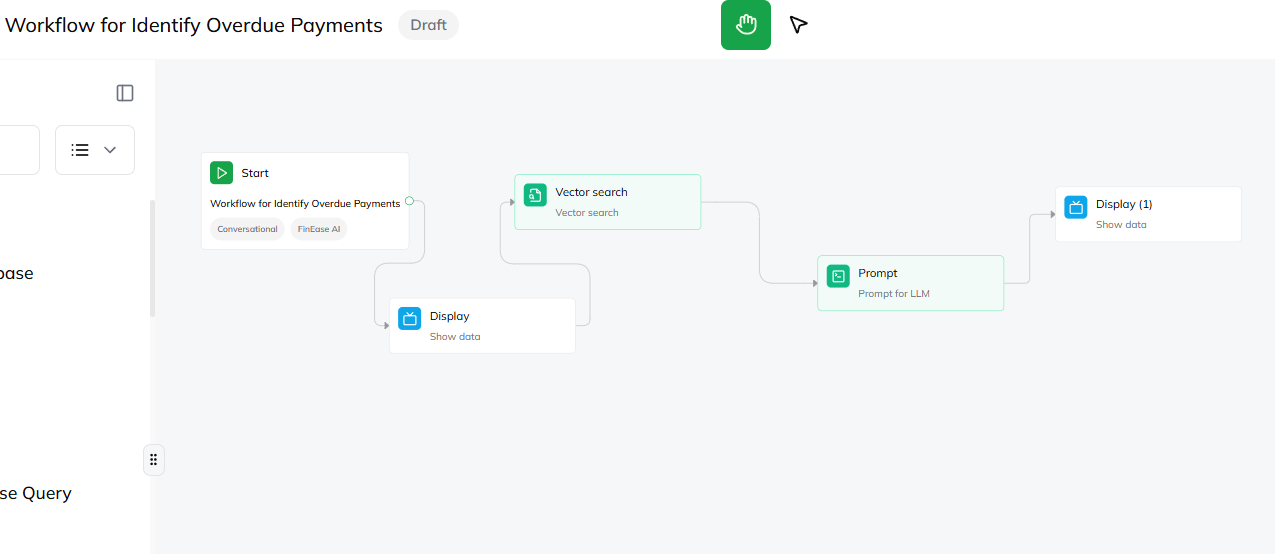 Workflow for Identify Overdue Payments
Draft
Start
Workflow for Identify Overdue Payments
Conversational
FinEase AI
Vector search
Vector search
Display (1)
Show data
Prompt
Prompt for LLM
base
Display
Show data
se Query